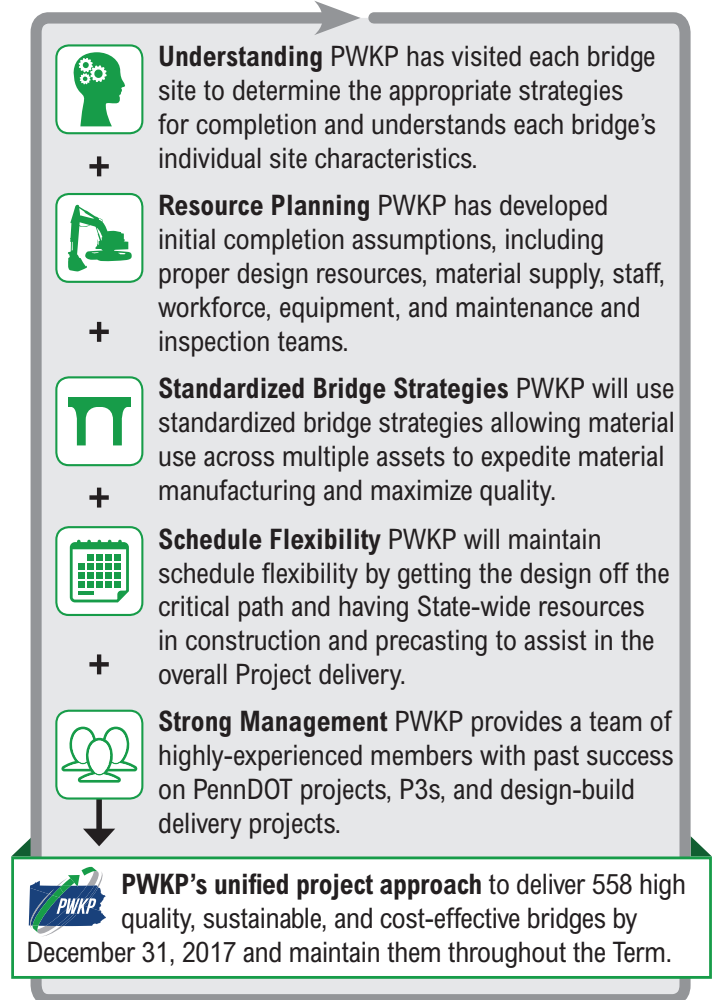 Understanding PWKP has visited each bridge
site to determine the appropriate strategies
for completion and understands each bridge's
individual site characteristics.
+
Resource Planning PWKP has developed
initial completion assumptions, including
proper design resources, material supply, staff,
workforce, equipment, and maintenance and
inspection teams.
+
Standardized Bridge Strategies PWKP will use
standardized bridge strategies allowing material
use across multiple assets to expedite material
manufacturing and maximize quality.
+
Schedule Flexibility PWKP will maintain
schedule flexibility by getting the design off the
critical path and having State-wide resources
in construction and precasting to assist in the
overall Project delivery.
+
Strong Management PWKP provides a team of
highly-experienced members with past success
on PennDOT projects, P3s, and design-build
delivery projects.
PWKP
PWKP's unified project approach to deliver 558 high
quality, sustainable, and cost-effective bridges by
December 31, 2017 and maintain them throughout the Term.